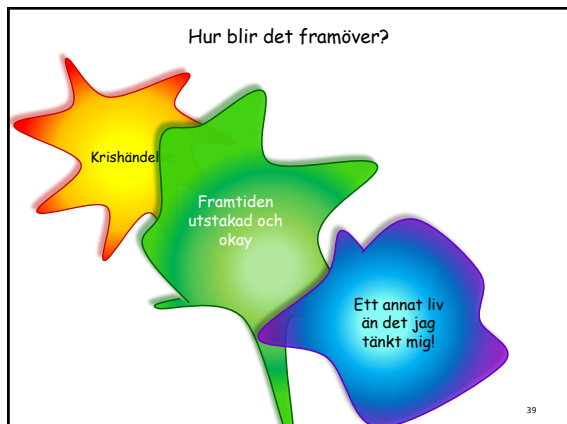 Hur blir det framöver?
Krishändel
Framtiden
utstakad och
okay
Ett annat liv
än det jag
tänkt mig!
39